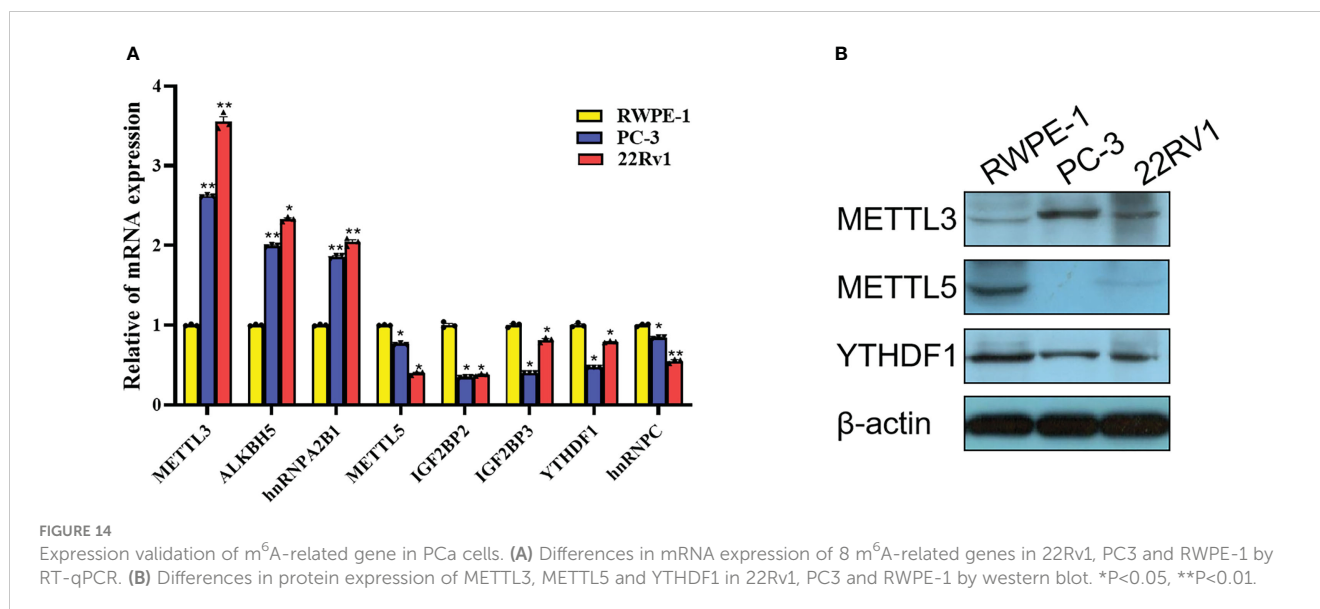 A
B
Relative of mRNA expression
4
3
2
1
0
RWPE-1
PC-3
22Rv1
** ** ** * ** ** * * * * * * * * * **
METTL3
ALKBH5
hnRNPA2B1
METTL5
IGF2BP2
IGF2BP3
YTHDF1
hnRNPC
RWPE-1
PC-3
22RV1
METTL3
METTL5
YTHDF1
β-actin
FIGURE 14
Expression validation of m⁶A-related gene in PCa cells. (A) Differences in mRNA expression of 8 m⁶A-related genes in 22Rv1, PC3 and RWPE-1 by
RT-qPCR. (B) Differences in protein expression of METTL3, METTL5 and YTHDF1 in 22Rv1, PC3 and RWPE-1 by western blot. *P<0.05, **P<0.01.